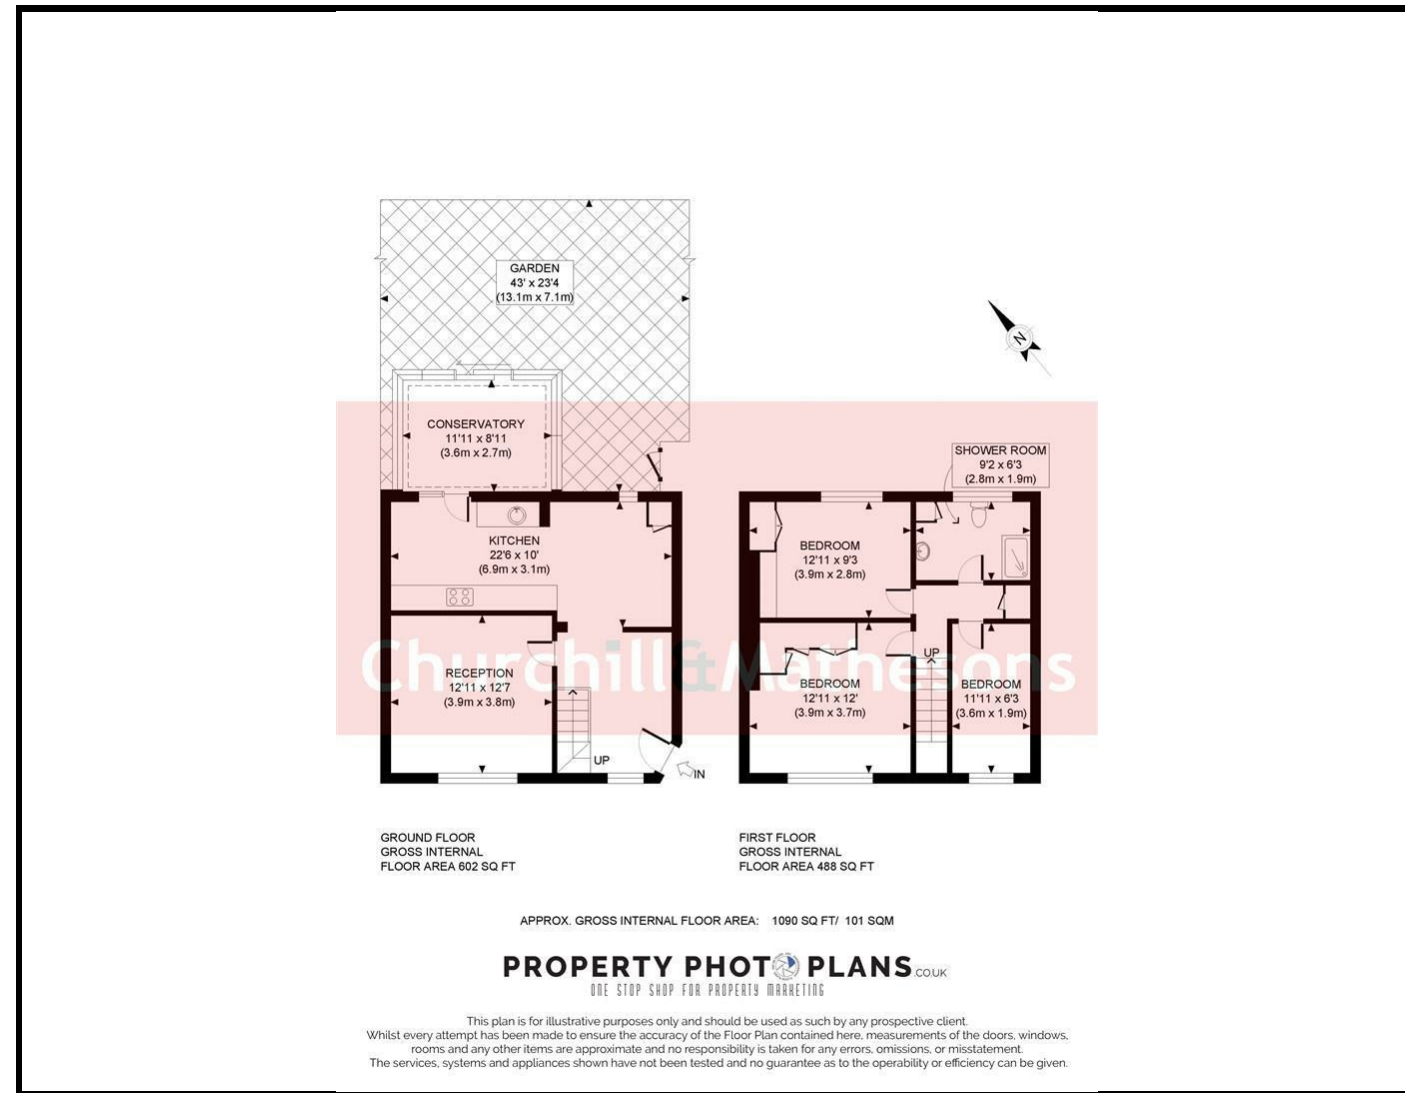 GARDEN
43' x 23'4
(13.1m x 7.1m)
N
CONSERVATORY
11'11 x 8'11
(3.6m x 2.7m)
SHOWER ROOM
9'2 x 6'3
(2.8m x 1.9m)
KITCHEN
22'6 x 10'
(6.9m x 3.1m)
BEDROOM
12'11 x 9'3
(3.9m x 2.8m)
Churchill&Mathesons
RECEPTION
12'11 x 12'7
(3.9m x 3.8m)
UP
IN
BEDROOM
12'11 x 12'
(3.9m x 3.7m)
UP
BEDROOM
11'11 x 6'3
(3.6m x 1.9m)
GROUND FLOOR
GROSS INTERNAL
FLOOR AREA 602 SQ FT
FIRST FLOOR
GROSS INTERNAL
FLOOR AREA 488 SQ FT
APPROX. GROSS INTERNAL FLOOR AREA: 1090 SQ FT/ 101 SQM
PROPERTY PHOTO PLANS.CO.UK
ONE STOP SHOP FOR PROPERTY MARKETING
This plan is for illustrative purposes only and should be used as such by any prospective client.
Whilst every attempt has been made to ensure the accuracy of the Floor Plan contained here, measurements of the doors, windows,
rooms and any other items are approximate and no responsibility is taken for any errors, omissions, or misstatement.
The services, systems and appliances shown have not been tested and no guarantee as to the operability or efficiency can be given.